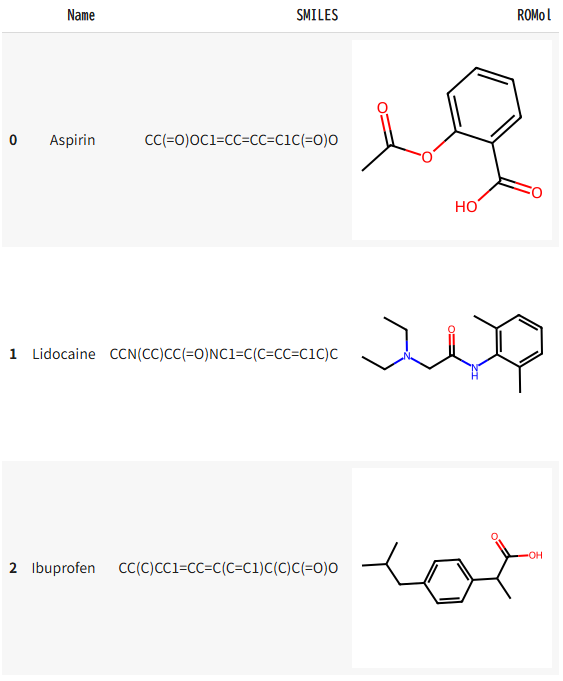 Name SMILES ROMol
0 Aspirin CC(=O)OC1=CC=CC=C1C(=O)O
O
O
O
HO
1 Lidocaine CCN(CC)CC(=O)NC1=C(C=CC=C1C)C
O
N
N
H
2 Ibuprofen CC(C)CC1=CC=C(C=C1)C(C)C(=O)O
O
OH